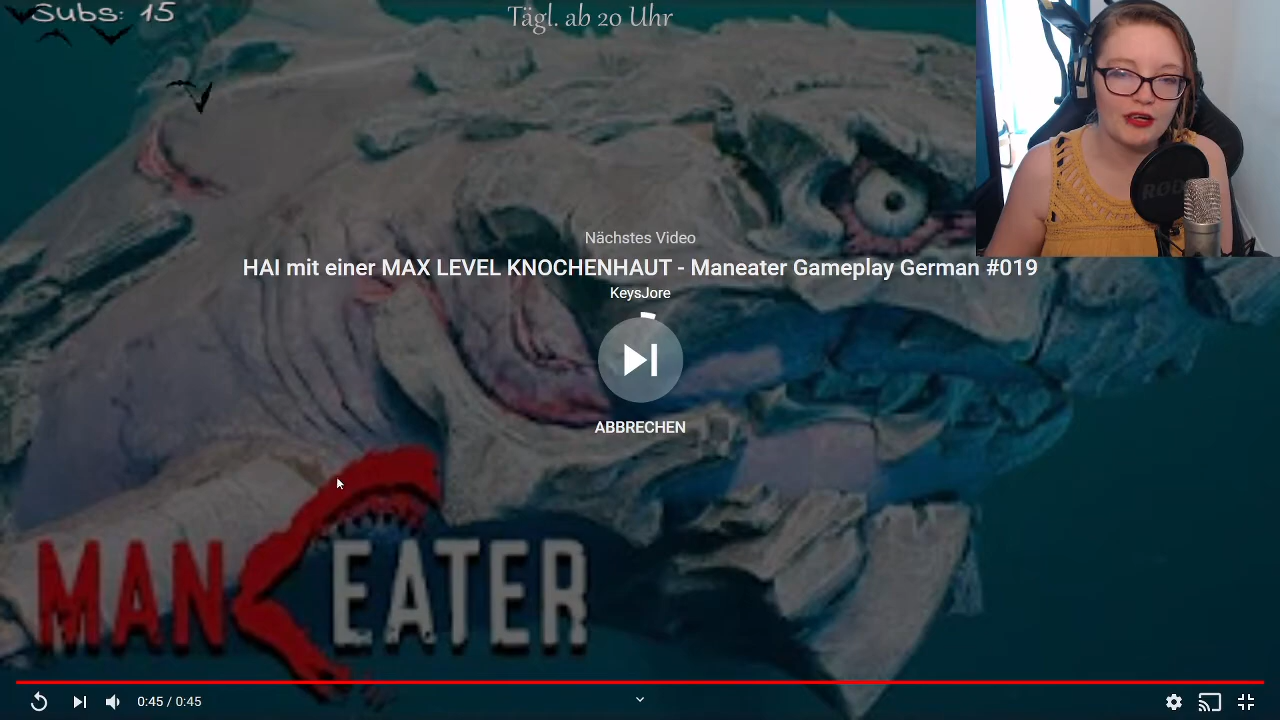 Subs: 15
Tägl. ab 20 Uhr
RØDE
Nächstes Video
HAI mit einer MAX LEVEL KNOCHENHAUT - Maneater Gameplay German #019
KeysJore
ABBRECHEN
MANEATER
0:45 / 0:45